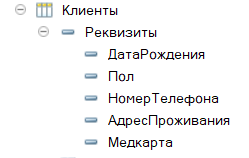 Клиенты
Реквизиты
ДатаРождения
Пол
НомерТелефона
АдресПроживания
Медкарта